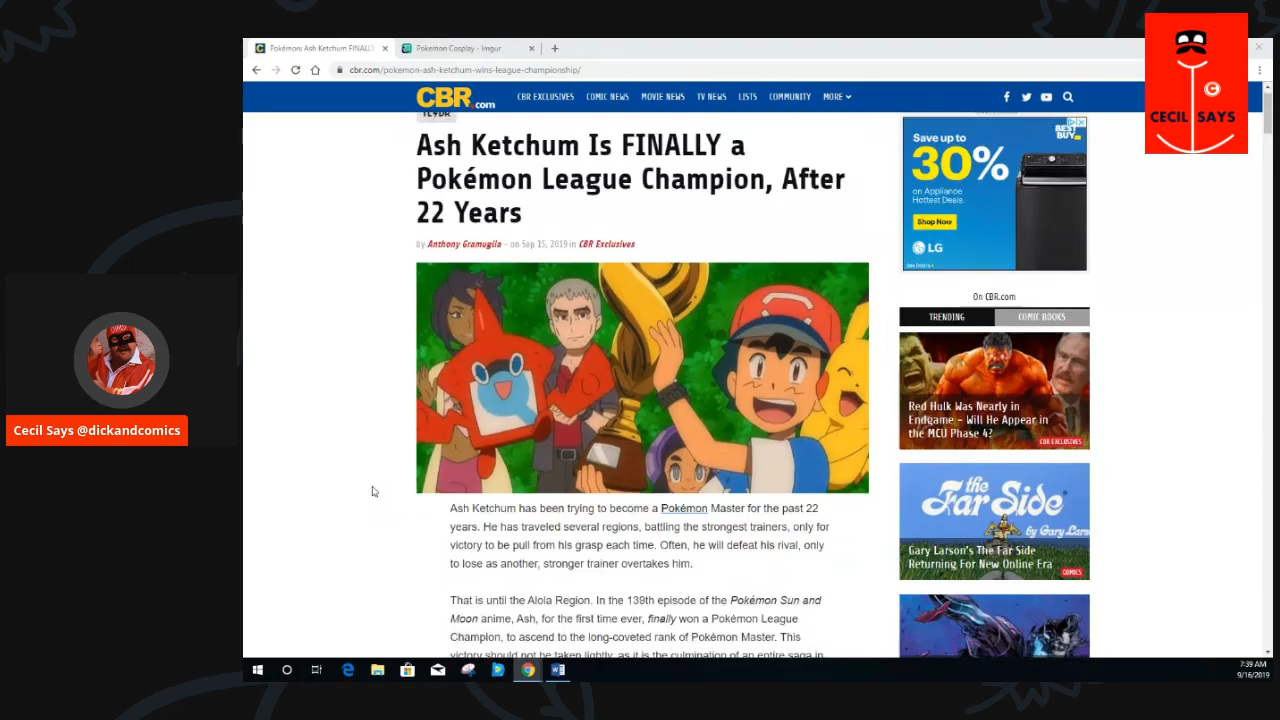 Pokémon: Ash Ketchum FINALLY
Pokemon Cosplay - Imgur
cbr.com/pokemon-ash-ketchum-wins-league-championship/
CBR.com
CBR EXCLUSIVES
COMIC NEWS
MOVIE NEWS
TV NEWS
LISTS
COMMUNITY
MORE
CECIL SAYS
Ash Ketchum Is FINALLY a
Pokémon League Champion, After
22 Years
by Anthony Gramuglia – on Sep 15, 2019 in CBR Exclusives
Save up to
30%
on Appliance
Hottest Deals.
Shop Now
LG
BEST
BUY
On CBR.com
TRENDING
COMIC BOOKS
Red Hulk Was Nearly in
Endgame – Will He Appear in
the MCU Phase 4?
CBR EXCLUSIVES
the
Far Side
by Gary Larson
Gary Larson's The Far Side
Returning For New Online Era
COMICS
Cecil Says @dickandcomics
Ash Ketchum has been trying to become a Pokémon Master for the past 22
years. He has traveled several regions, battling the strongest trainers, only for
victory to be pull from his grasp each time. Often, he will defeat his rival, only
to lose as another, stronger trainer overtakes him.
That is until the Alola Region. In the 139th episode of the Pokémon Sun and
Moon anime, Ash, for the first time ever, finally won a Pokémon League
Champion, to ascend to the long-coveted rank of Pokémon Master. This
victory should not be taken lightly, as it is the culmination of an entire saga in
7:39 AM
9/16/2019